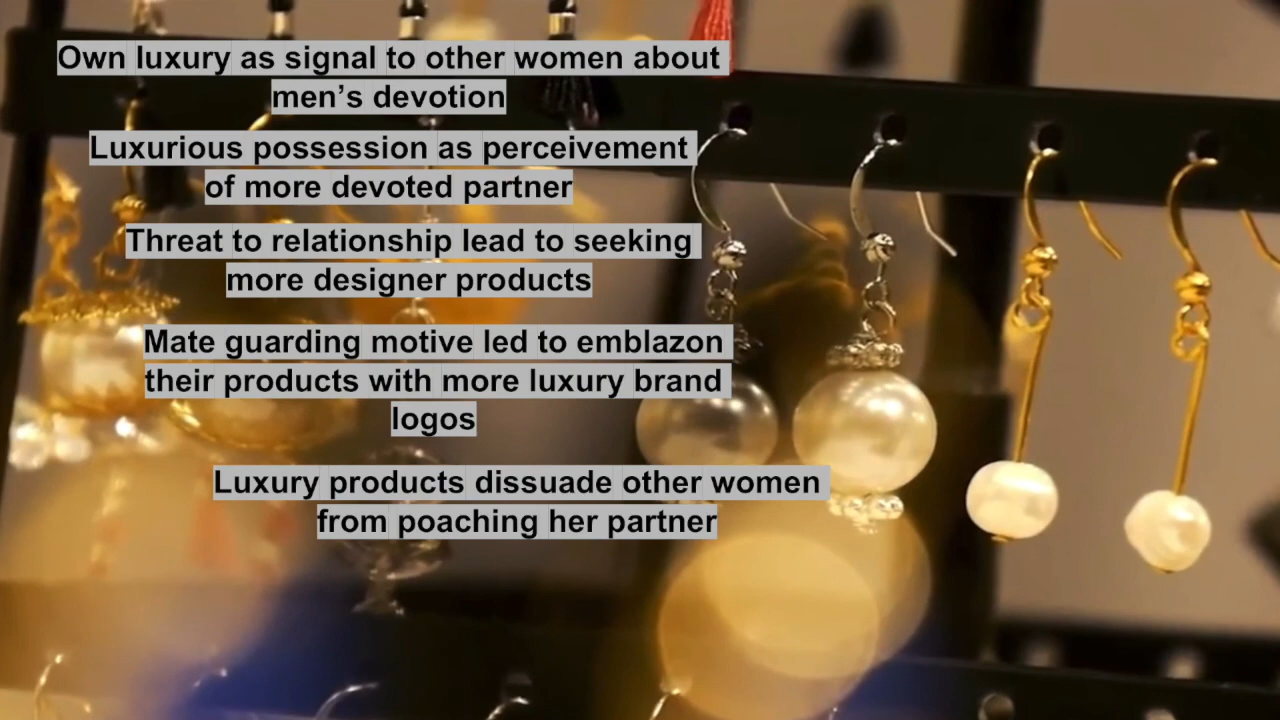 Own luxury as signal to other women about
men’s devotion
Luxurious possession as perceivement
of more devoted partner
Threat to relationship lead to seeking
more designer products
Mate guarding motive led to emblazon
their products with more luxury brand
logos
Luxury products dissuade other women
from poaching her partner